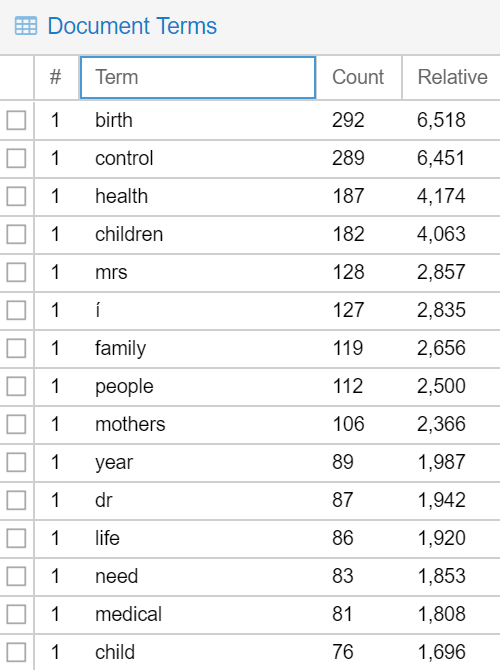 Document Terms
# Term Count Relative
1 birth 292 6,518
1 control 289 6,451
1 health 187 4,174
1 children 182 4,063
1 mrs 128 2,857
1 í 127 2,835
1 family 119 2,656
1 people 112 2,500
1 mothers 106 2,366
1 year 89 1,987
1 dr 87 1,942
1 life 86 1,920
1 need 83 1,853
1 medical 81 1,808
1 child 76 1,696